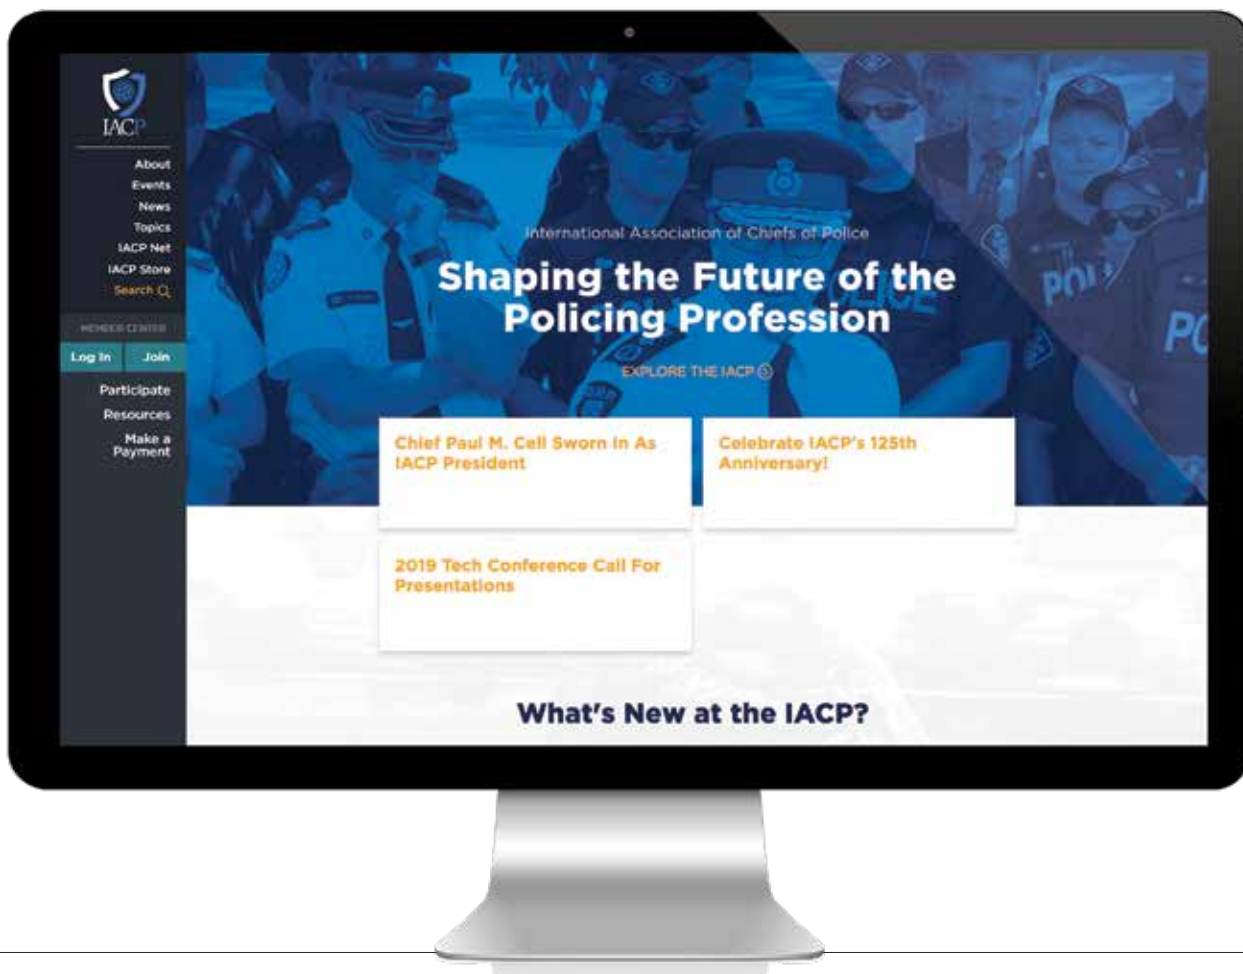 IACP
About
Events
News
Topics
IACP Net
IACP Store
Search
MEMBER CENTER
Log In
Join
Participate
Resources
Make a
Payment
International Association of Chiefs of Police
Shaping the Future of the
Policing Profession
EXPLORE THE IACP
Chief Paul M. Cell Sworn In As
IACP President
Celebrate IACP's 125th
Anniversary!
2019 Tech Conference Call For
Presentations
What's New at the IACP?